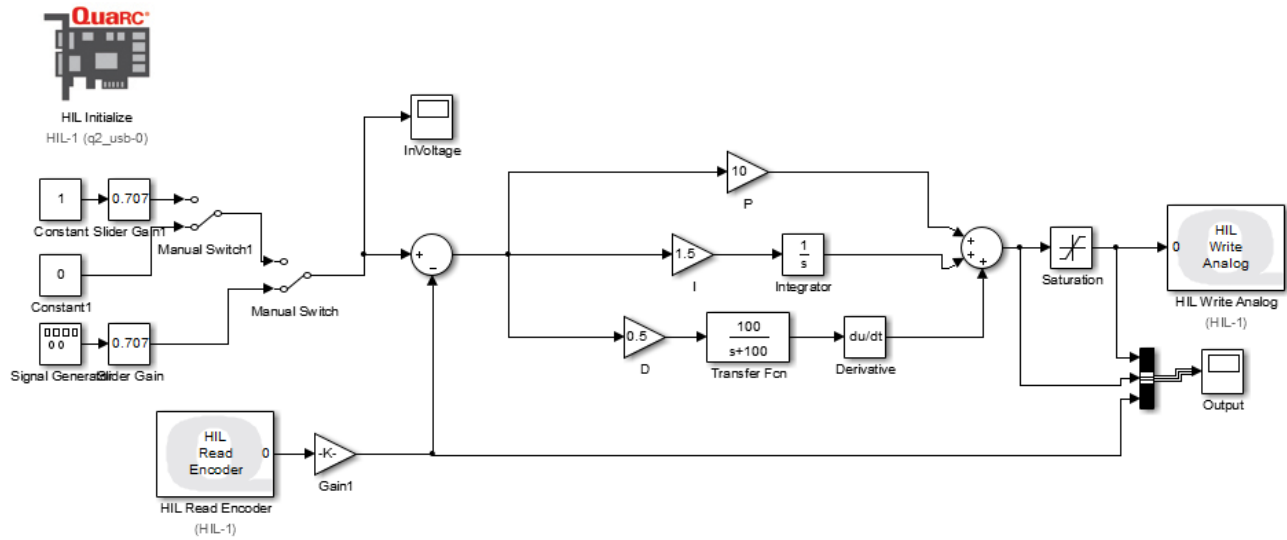 QUARC®
HIL Initialize
HIL-1 (q2_usb-0)
InVoltage
10
P
1
0.707
Constant
Slider Gain1
Manual Switch1
0
Constant1
Manual Switch
Signal Generator
0.707
Slider Gain
+
−
1.5
I
1
s
Integrator
0.5
D
100
s+100
Transfer Fcn
du/dt
Derivative
+
+
+
Saturation
0
HIL
Write
Analog
HIL Write Analog
(HIL-1)
Output
HIL
Read
Encoder
0
HIL Read Encoder
(HIL-1)
-K-
Gain1